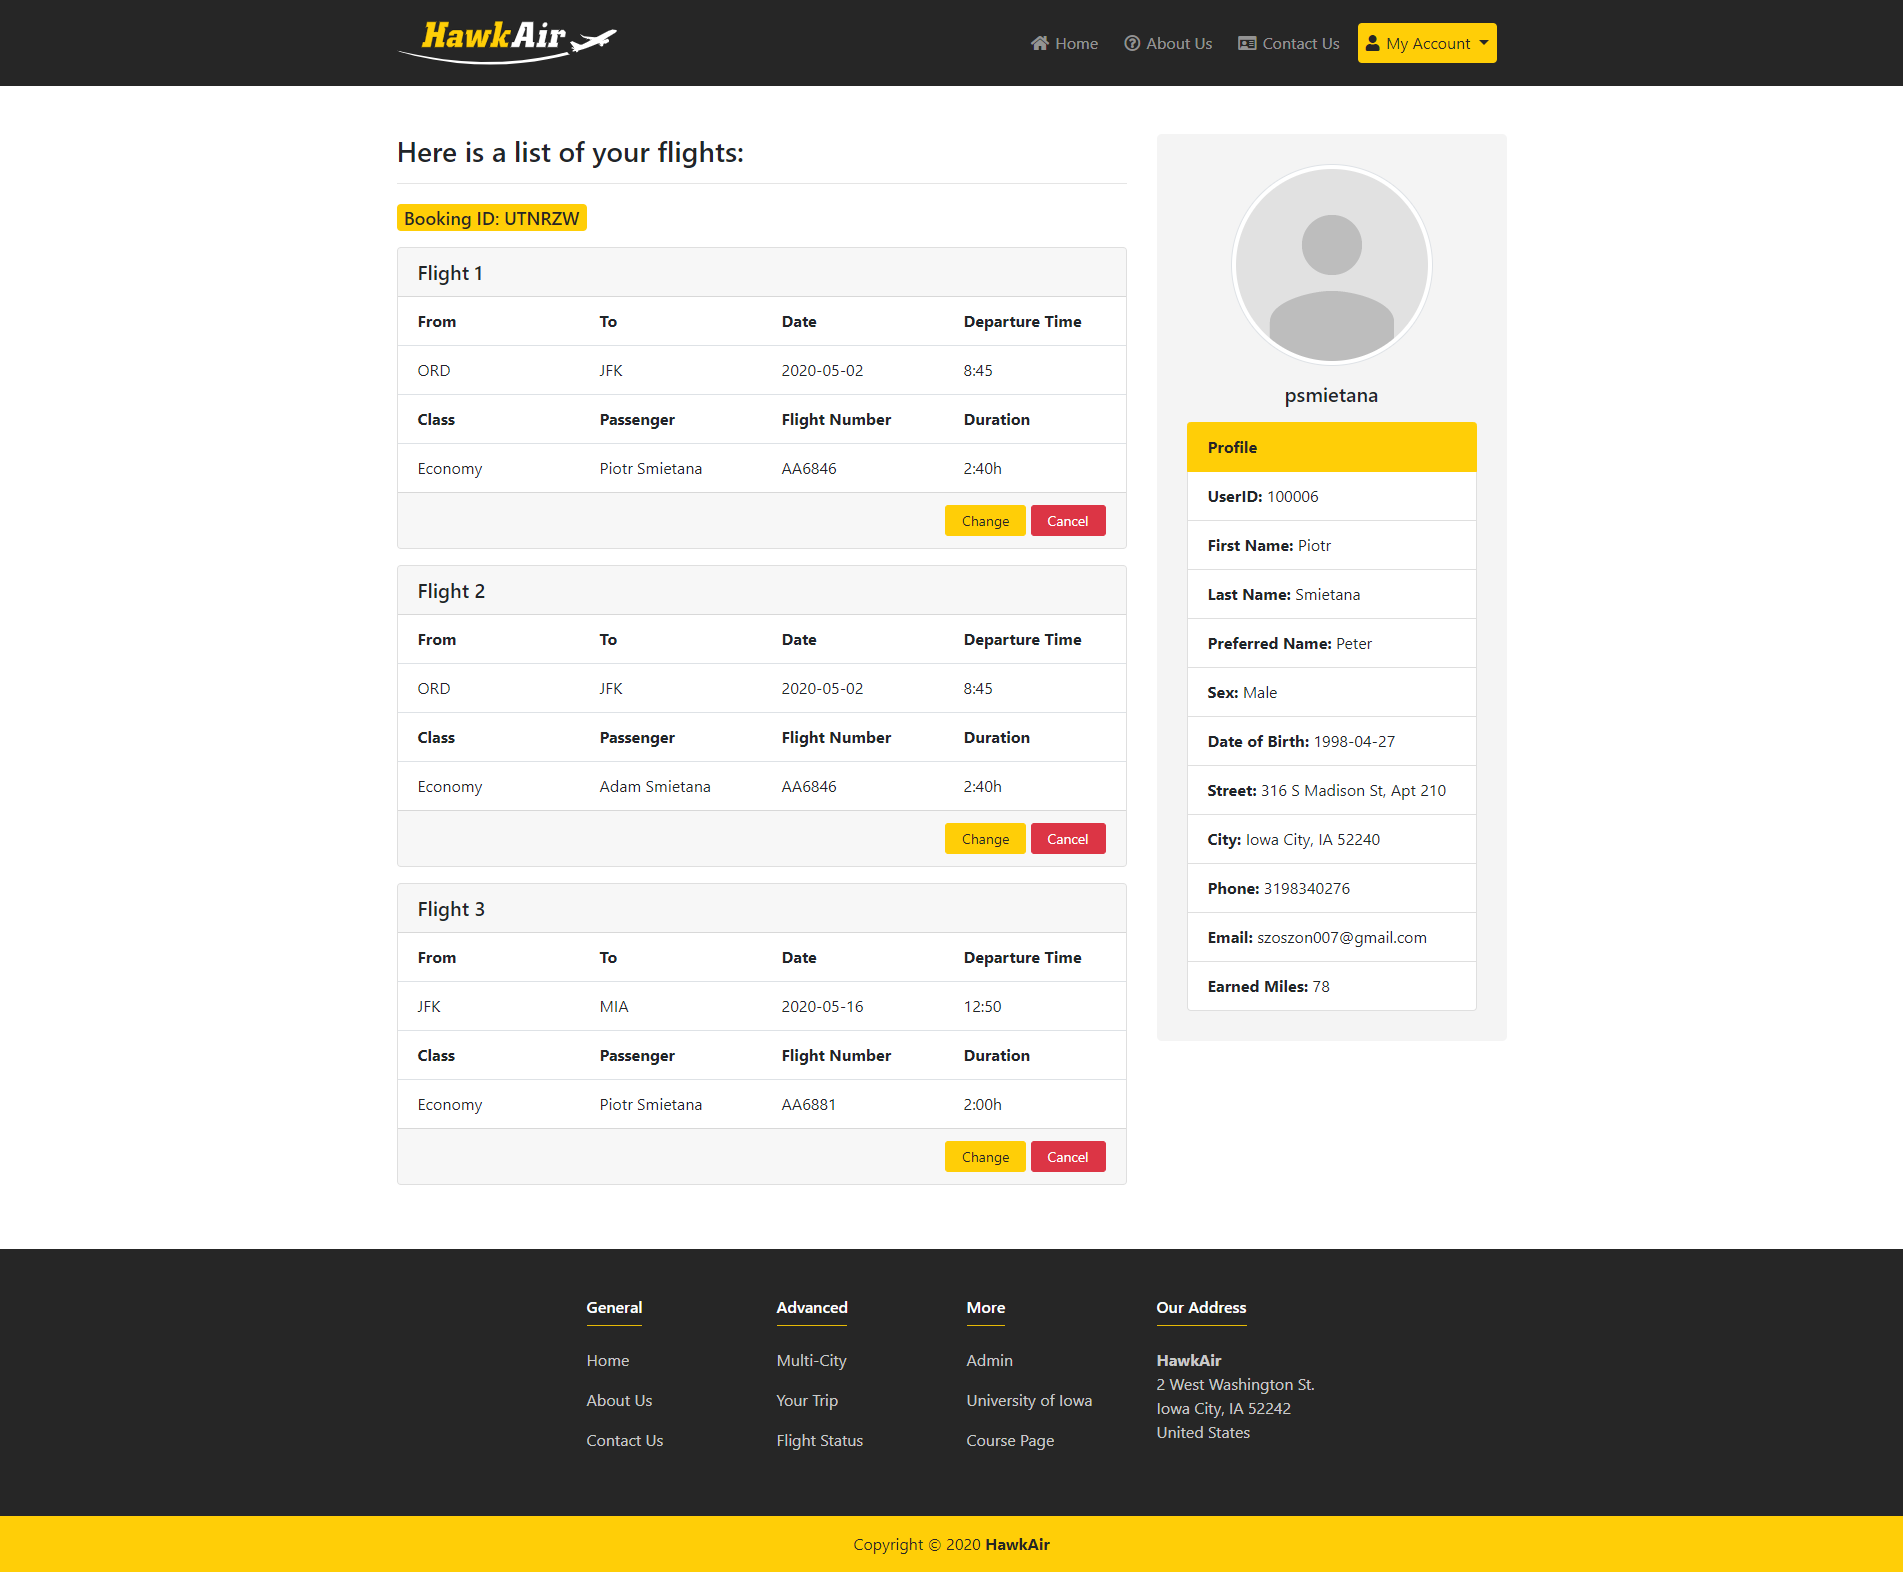 HawkAir
Home About Us Contact Us My Account
Here is a list of your flights:
Booking ID: UTNRZW
Flight 1
From To Date Departure Time
ORD JFK 2020-05-02 8:45
Class Passenger Flight Number Duration
Economy Piotr Smietana AA6846 2:40h
Change Cancel
Flight 2
From To Date Departure Time
ORD JFK 2020-05-02 8:45
Class Passenger Flight Number Duration
Economy Adam Smietana AA6846 2:40h
Change Cancel
Flight 3
From To Date Departure Time
JFK MIA 2020-05-16 12:50
Class Passenger Flight Number Duration
Economy Piotr Smietana AA6881 2:00h
Change Cancel
psmietana
Profile
UserID: 100006
First Name: Piotr
Last Name: Smietana
Preferred Name: Peter
Sex: Male
Date of Birth: 1998-04-27
Street: 316 S Madison St, Apt 210
City: Iowa City, IA 52240
Phone: 3198340276
Email: szoszon007@gmail.com
Earned Miles: 78
General
Home
About Us
Contact Us
Advanced
Multi-City
Your Trip
Flight Status
More
Admin
University of Iowa
Course Page
Our Address
HawkAir
2 West Washington St.
Iowa City, IA 52242
United States
Copyright © 2020 HawkAir